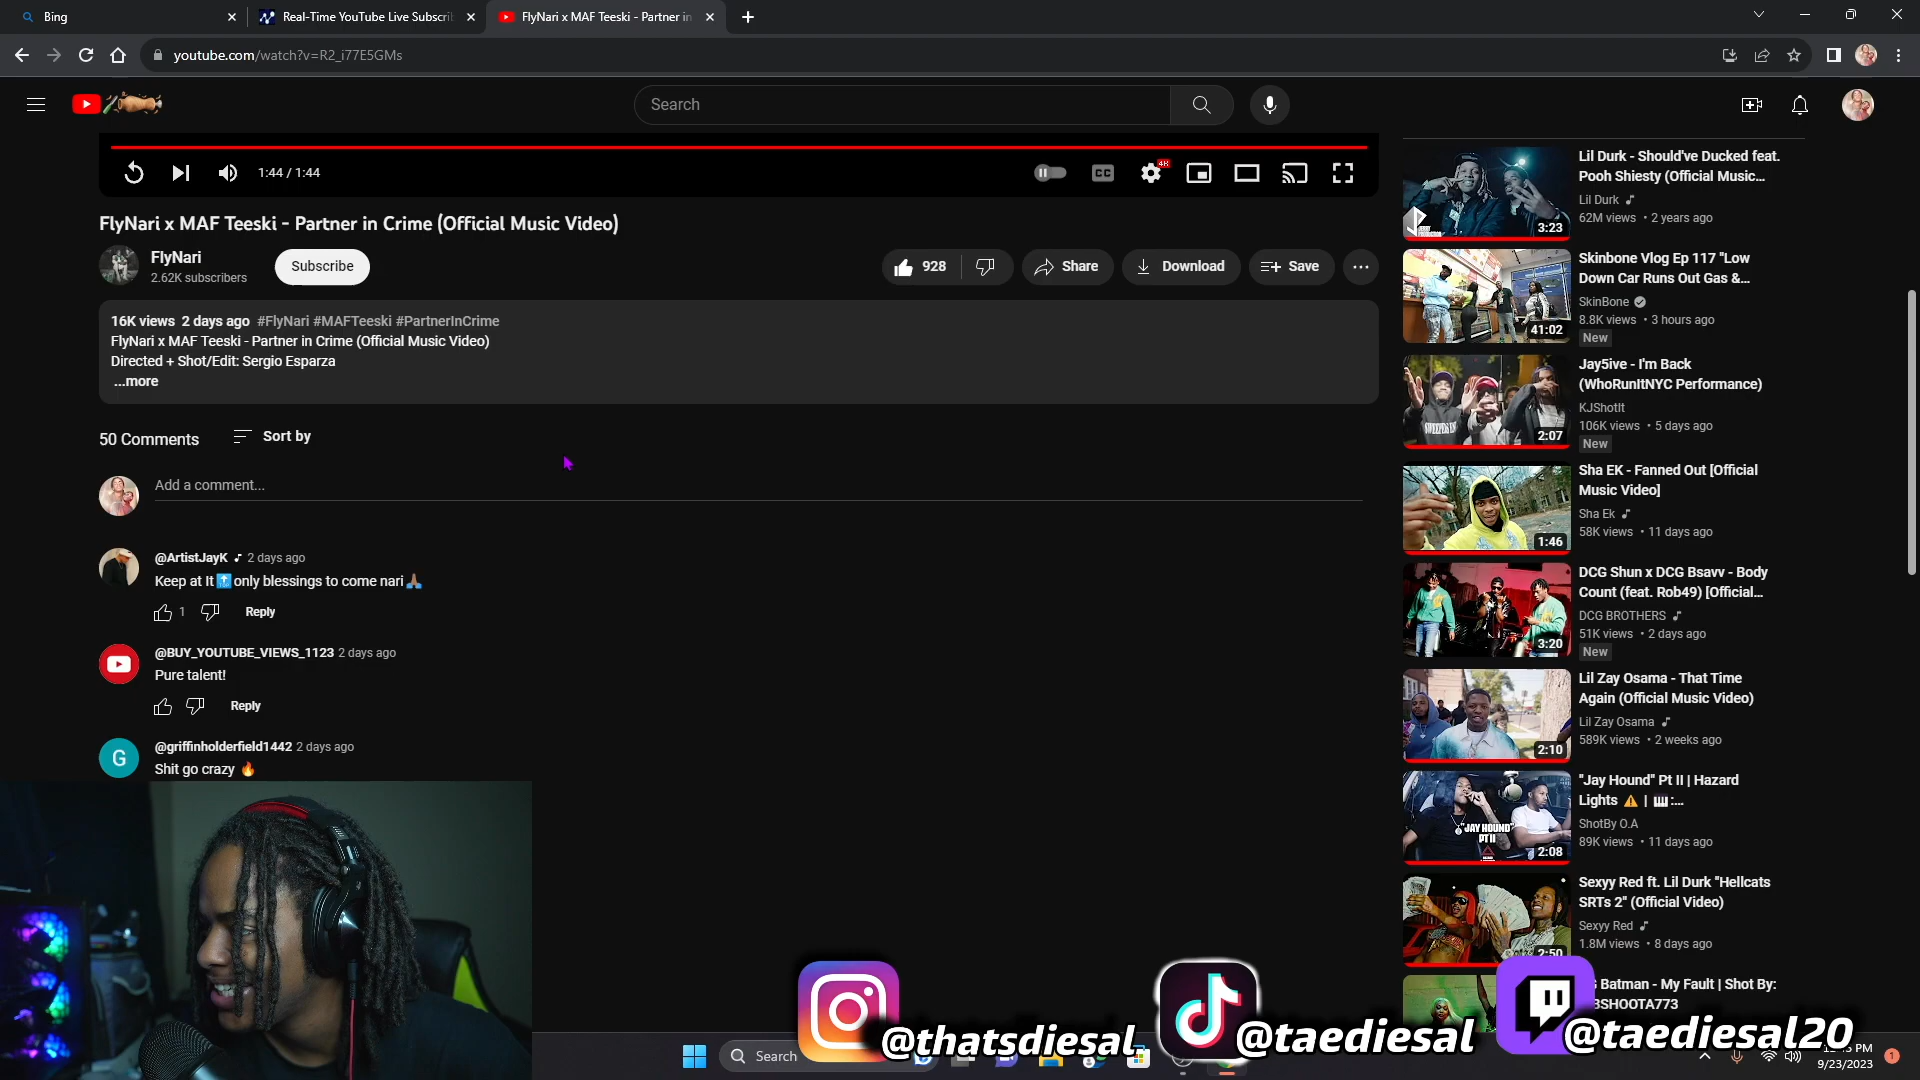 Bing
Real-Time YouTube Live Subscri
FlyNari x MAF Teeski - Partner in
youtube.com/watch?v=R2_i77E5GMs
Search
1:44 / 1:44
CC
4K
FlyNari x MAF Teeski - Partner in Crime (Official Music Video)
FlyNari
2.62K subscribers
Subscribe
928
Share
Download
Save
16K views 2 days ago #FlyNari #MAFTeeski #PartnerInCrime
FlyNari x MAF Teeski - Partner in Crime (Official Music Video)
Directed + Shot/Edit: Sergio Esparza
...more
50 Comments
Sort by
Add a comment...
@ArtistJayK ♪ 2 days ago
Keep at It🔝only blessings to come nari🙏🏾
1
Reply
@BUY_YOUTUBE_VIEWS_1123 2 days ago
Pure talent!
Reply
G
@griffinholderfield1442 2 days ago
Shit go crazy 🔥
Lil Durk - Should've Ducked feat.
Pooh Shiesty (Official Music...
Lil Durk ♪
62M views • 2 years ago
3:23
Skinbone Vlog Ep 117 "Low
Down Car Runs Out Gas &...
SkinBone
8.8K views • 3 hours ago
New
41:02
Jay5ive - I'm Back
(WhoRunItNYC Performance)
KJShotIt
106K views • 5 days ago
New
2:07
Sha EK - Fanned Out [Official
Music Video]
Sha Ek ♪
58K views • 11 days ago
1:46
DCG Shun x DCG Bsavv - Body
Count (feat. Rob49) [Official...
DCG BROTHERS ♪
51K views • 2 days ago
New
3:20
Lil Zay Osama - That Time
Again (Official Music Video)
Lil Zay Osama ♪
589K views • 2 weeks ago
2:10
"Jay Hound" Pt II | Hazard
Lights ⚠️ | 🎹:...
ShotBy O.A
89K views • 11 days ago
"JAY HOUND"
PT II
2:08
Sexyy Red ft. Lil Durk "Hellcats
SRTs 2" (Official Video)
Sexyy Red ♪
1.8M views • 8 days ago
2:50
Batman - My Fault | Shot By:
@thatsdiesal
@taediesal
@taediesal20
Search
PM
9/23/2023
1